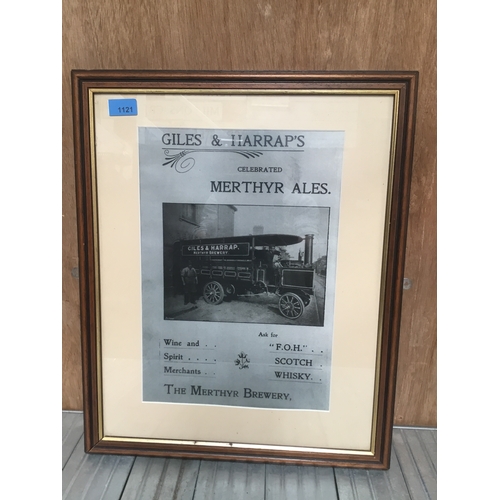 1121
GILES & HARRAP'S
CELEBRATED
MERTHYR ALES.
GILES & HARRAP,
MERTHYR BREWERY.
Ask for
Wine and . . "F.O.H." . .
Spirit . . . . SCOTCH .
Merchants . . WHISKY. .
THE MERTHYR BREWERY,